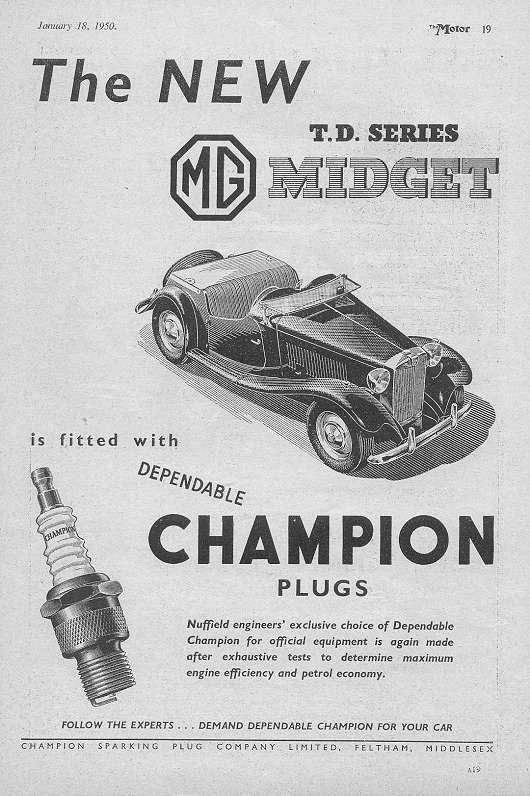 January 18, 1950.
The Motor 19
The NEW
T.D. SERIES
MG MIDGET
is fitted with
DEPENDABLE
CHAMPION
CHAMPION
PLUGS
Nuffield engineers' exclusive choice of Dependable
Champion for official equipment is again made
after exhaustive tests to determine maximum
engine efficiency and petrol economy.
FOLLOW THE EXPERTS . . . DEMAND DEPENDABLE CHAMPION FOR YOUR CAR
CHAMPION SPARKING PLUG COMPANY LIMITED, FELTHAM, MIDDLESEX
A19